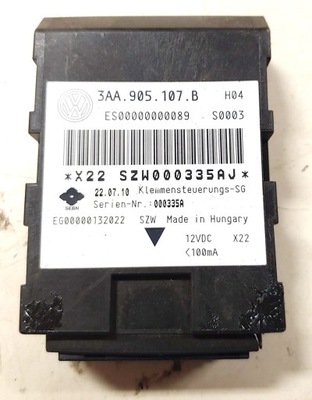 3AA.905.107.B H04
ES00000000089 S0003
*X22 SZW000335AJ*
22.07.10 Klemmensteuerungs-SG
Serien-Nr.: 000335A
SEBN
EG00000132022 SZW Made in Hungary
12VDC X22
<100mA